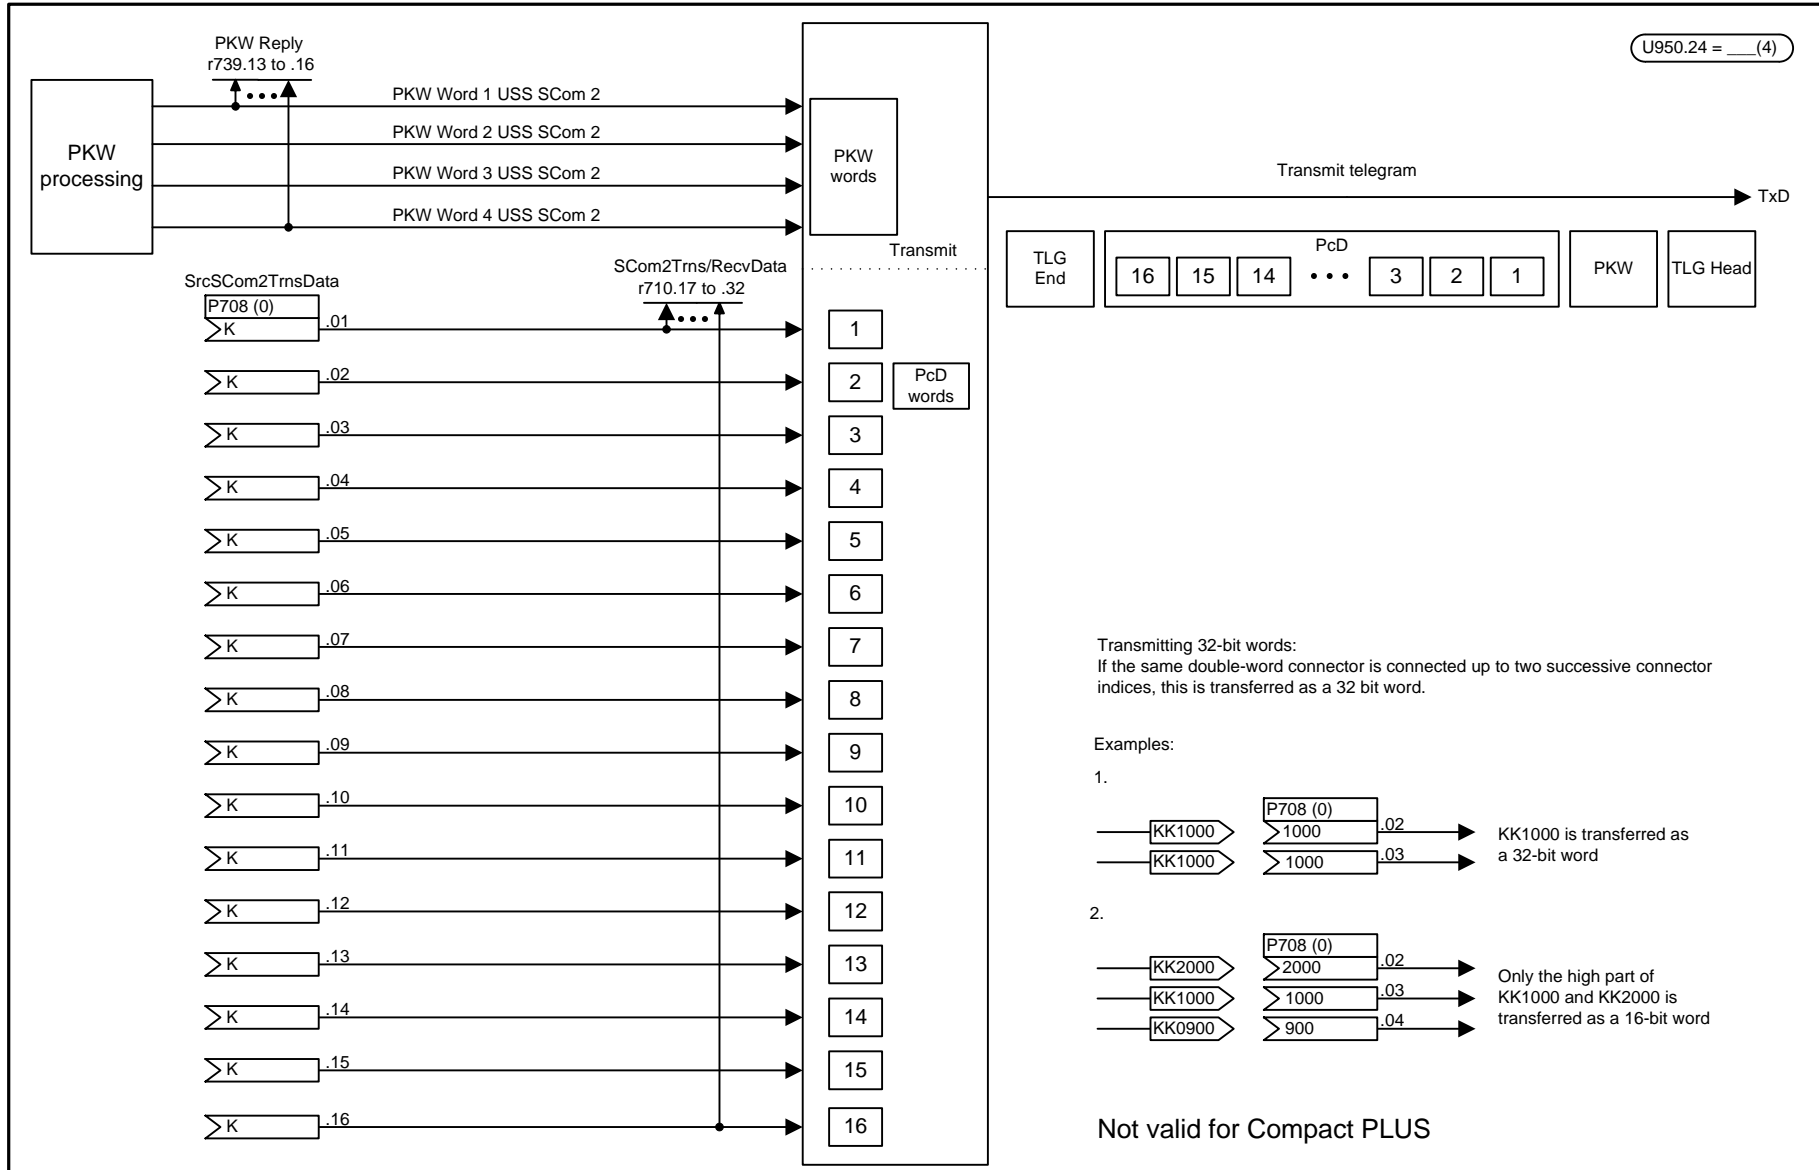 PKW Reply
r739.13 to .16
U950.24 = ___(4)
PKW
processing
PKW Word 1 USS SCom 2
PKW Word 2 USS SCom 2
PKW Word 3 USS SCom 2
PKW Word 4 USS SCom 2
PKW
words
Transmit
Transmit telegram
TxD
TLG
End
PcD
16 15 14 3 2 1
PKW
TLG Head
SrcSCom2TrnsData
P708 (0)
SCom2Trns/RecvData
r710.17 to .32
K .01 1
K .02 2
PcD
words
K .03 3
K .04 4
K .05 5
K .06 6
K .07 7
K .08 8
K .09 9
K .10 10
K .11 11
K .12 12
K .13 13
K .14 14
K .15 15
K .16 16
Transmitting 32-bit words:
If the same double-word connector is connected up to two successive connector
indices, this is transferred as a 32 bit word.
Examples:
1.
P708 (0)
KK1000 1000 .02
KK1000 1000 .03
KK1000 is transferred as
a 32-bit word
2.
P708 (0)
KK2000 2000 .02
KK1000 1000 .03
KK0900 900 .04
Only the high part of
KK1000 and KK2000 is
transferred as a 16-bit word
Not valid for Compact PLUS